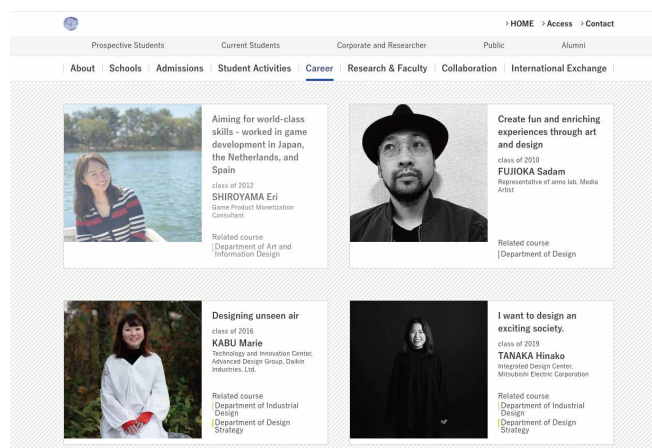 > HOME > Access > Contact
Prospective Students Current Students Corporate and Researcher Public Alumni
About Schools Admissions Student Activities Career Research & Faculty Collaboration International Exchange
Aiming for world-class
skills - worked in game
development in Japan,
the Netherlands, and
Spain
class of 2012
SHIROYAMA Eri
Game Product Monetization
Consultant
Related course
Department of Art and
Information Design
Create fun and enriching
experiences through art
and design
class of 2010
FUJIOKA Sadam
Representative of anno lab, Media
Artist
Related course
Department of Design
Designing unseen air
class of 2016
KABU Marie
Technology and Innovation Center,
Advanced Design Group, Daikin
Industries, Ltd.
Related course
Department of Industrial
Design
Department of Design
Strategy
I want to design an
exciting society.
class of 2019
TANAKA Hinako
Integrated Design Center,
Mitsubishi Electric Corporation
Related course
Department of Industrial
Design
Department of Design
Strategy